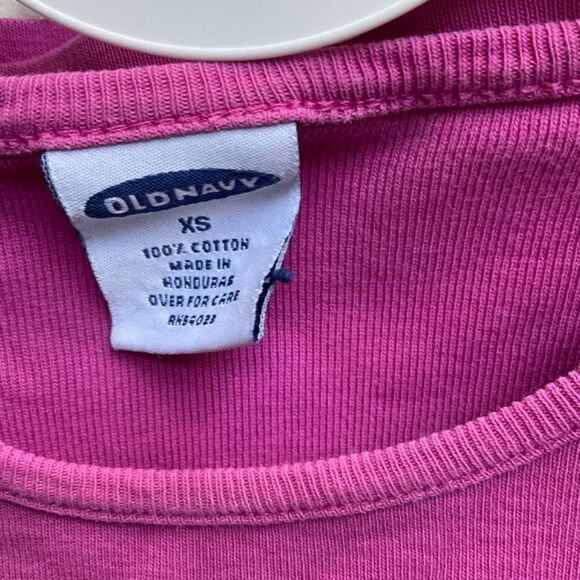 OLD NAVY
XS
100% COTTON
MADE IN
HONDURAS
OVER FOR CARE
RN54023